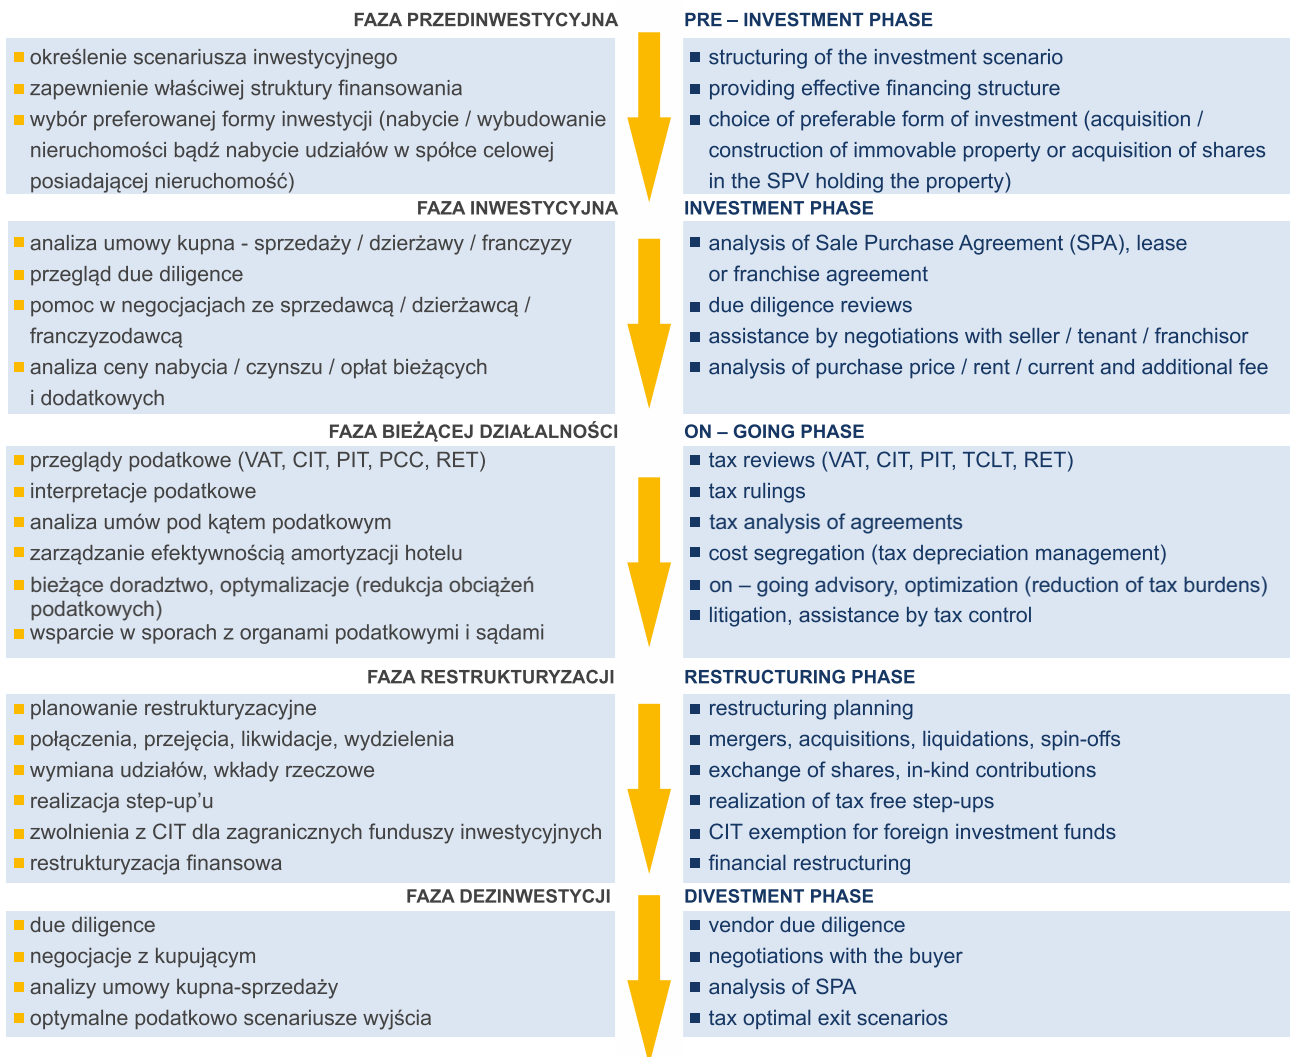 FAZA PRZEDINWESTYCYJNA
określenie scenariusza inwestycyjnego
zapewnienie właściwej struktury finansowania
wybór preferowanej formy inwestycji (nabycie / wybudowanie
nieruchomości bądź nabycie udziałów w spółce celowej
posiadającej nieruchomość)
PRE – INVESTMENT PHASE
structuring of the investment scenario
providing effective financing structure
choice of preferable form of investment (acquisition /
construction of immovable property or acquisition of shares
in the SPV holding the property)
FAZA INWESTYCYJNA
analiza umowy kupna - sprzedaży / dzierżawy / franczyzy
przegląd due diligence
pomoc w negocjacjach ze sprzedawcą / dzierżawcą /
franczyzodawcą
analiza ceny nabycia / czynszu / opłat bieżących
i dodatkowych
INVESTMENT PHASE
analysis of Sale Purchase Agreement (SPA), lease
or franchise agreement
due diligence reviews
assistance by negotiations with seller / tenant / franchisor
analysis of purchase price / rent / current and additional fee
FAZA BIEŻĄCEJ DZIAŁALNOŚCI
przeglądy podatkowe (VAT, CIT, PIT, PCC, RET)
interpretacje podatkowe
analiza umów pod kątem podatkowym
zarządzanie efektywnością amortyzacji hotelu
bieżące doradztwo, optymalizacje (redukcja obciążeń
podatkowych)
wsparcie w sporach z organami podatkowymi i sądami
ON – GOING PHASE
tax reviews (VAT, CIT, PIT, TCLT, RET)
tax rulings
tax analysis of agreements
cost segregation (tax depreciation management)
on – going advisory, optimization (reduction of tax burdens)
litigation, assistance by tax control
FAZA RESTRUKTURYZACJI
planowanie restrukturyzacyjne
połączenia, przejęcia, likwidacje, wydzielenia
wymiana udziałów, wkłady rzeczowe
realizacja step-up’u
zwolnienia z CIT dla zagranicznych funduszy inwestycyjnych
restrukturyzacja finansowa
RESTRUCTURING PHASE
restructuring planning
mergers, acquisitions, liquidations, spin-offs
exchange of shares, in-kind contributions
realization of tax free step-ups
CIT exemption for foreign investment funds
financial restructuring
FAZA DEZINWESTYCJI
due diligence
negocjacje z kupującym
analizy umowy kupna-sprzedaży
optymalne podatkowo scenariusze wyjścia
DIVESTMENT PHASE
vendor due diligence
negotiations with the buyer
analysis of SPA
tax optimal exit scenarios